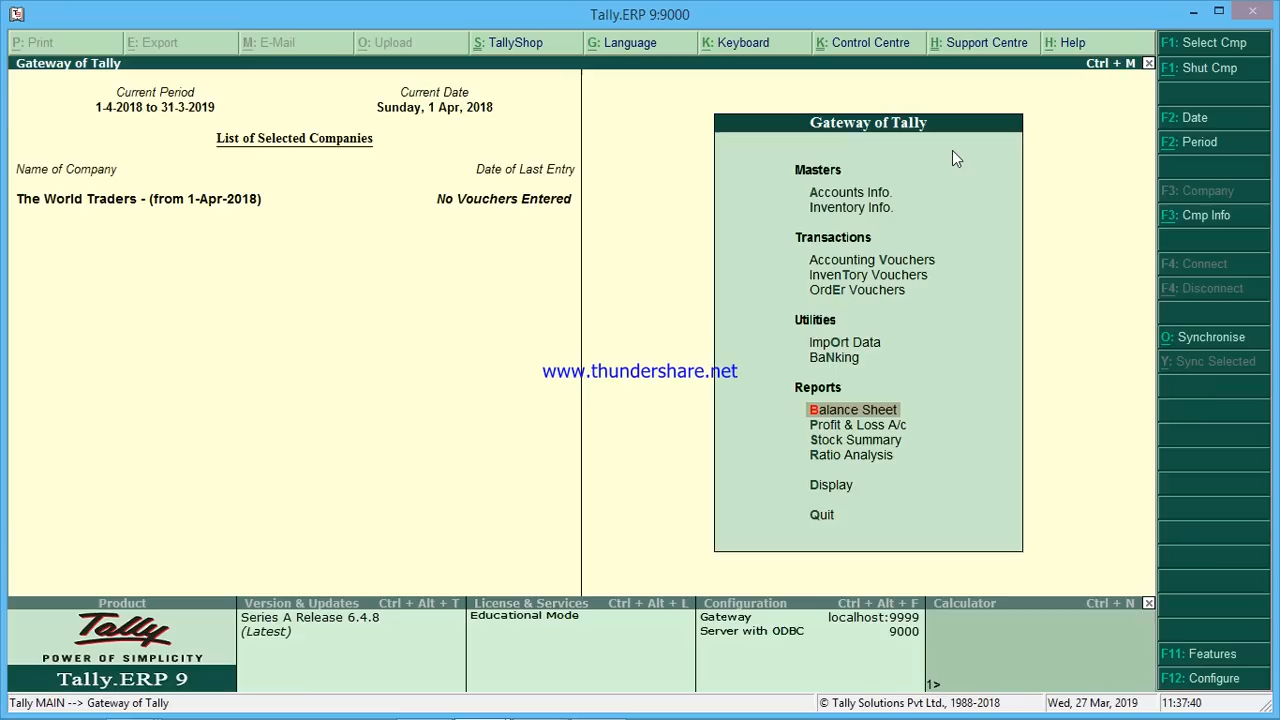 Tally.ERP 9:9000
P: Print
E: Export
M: E-Mail
O: Upload
S: TallyShop
G: Language
K: Keyboard
K: Control Centre
H: Support Centre
H: Help
F1: Select Cmp
Gateway of Tally
Ctrl + M
F1: Shut Cmp
Current Period
1-4-2018 to 31-3-2019
Current Date
Sunday, 1 Apr, 2018
List of Selected Companies
Name of Company
Date of Last Entry
The World Traders - (from 1-Apr-2018)
No Vouchers Entered
Gateway of Tally
Masters
Accounts Info.
Inventory Info.
Transactions
Accounting Vouchers
InvenTory Vouchers
OrdEr Vouchers
Utilities
ImpOrt Data
BaNking
Reports
Balance Sheet
Profit & Loss A/c
Stock Summary
Ratio Analysis
Display
Quit
www.thundershare.net
F2: Date
F2: Period
F3: Company
F3: Cmp Info
F4: Connect
F4: Disconnect
O: Synchronise
Y: Sync Selected
F11: Features
F12: Configure
Product
Tally
POWER OF SIMPLICITY
Tally.ERP 9
Version & Updates
Ctrl + Alt + T
Series A Release 6.4.8
(Latest)
License & Services
Ctrl + Alt + L
Educational Mode
Configuration
Ctrl + Alt + F
Gateway
localhost:9999
Server with ODBC
9000
Calculator
Ctrl + N
1>
Tally MAIN --> Gateway of Tally
© Tally Solutions Pvt Ltd., 1988-2018
Wed, 27 Mar, 2019
11:37:40